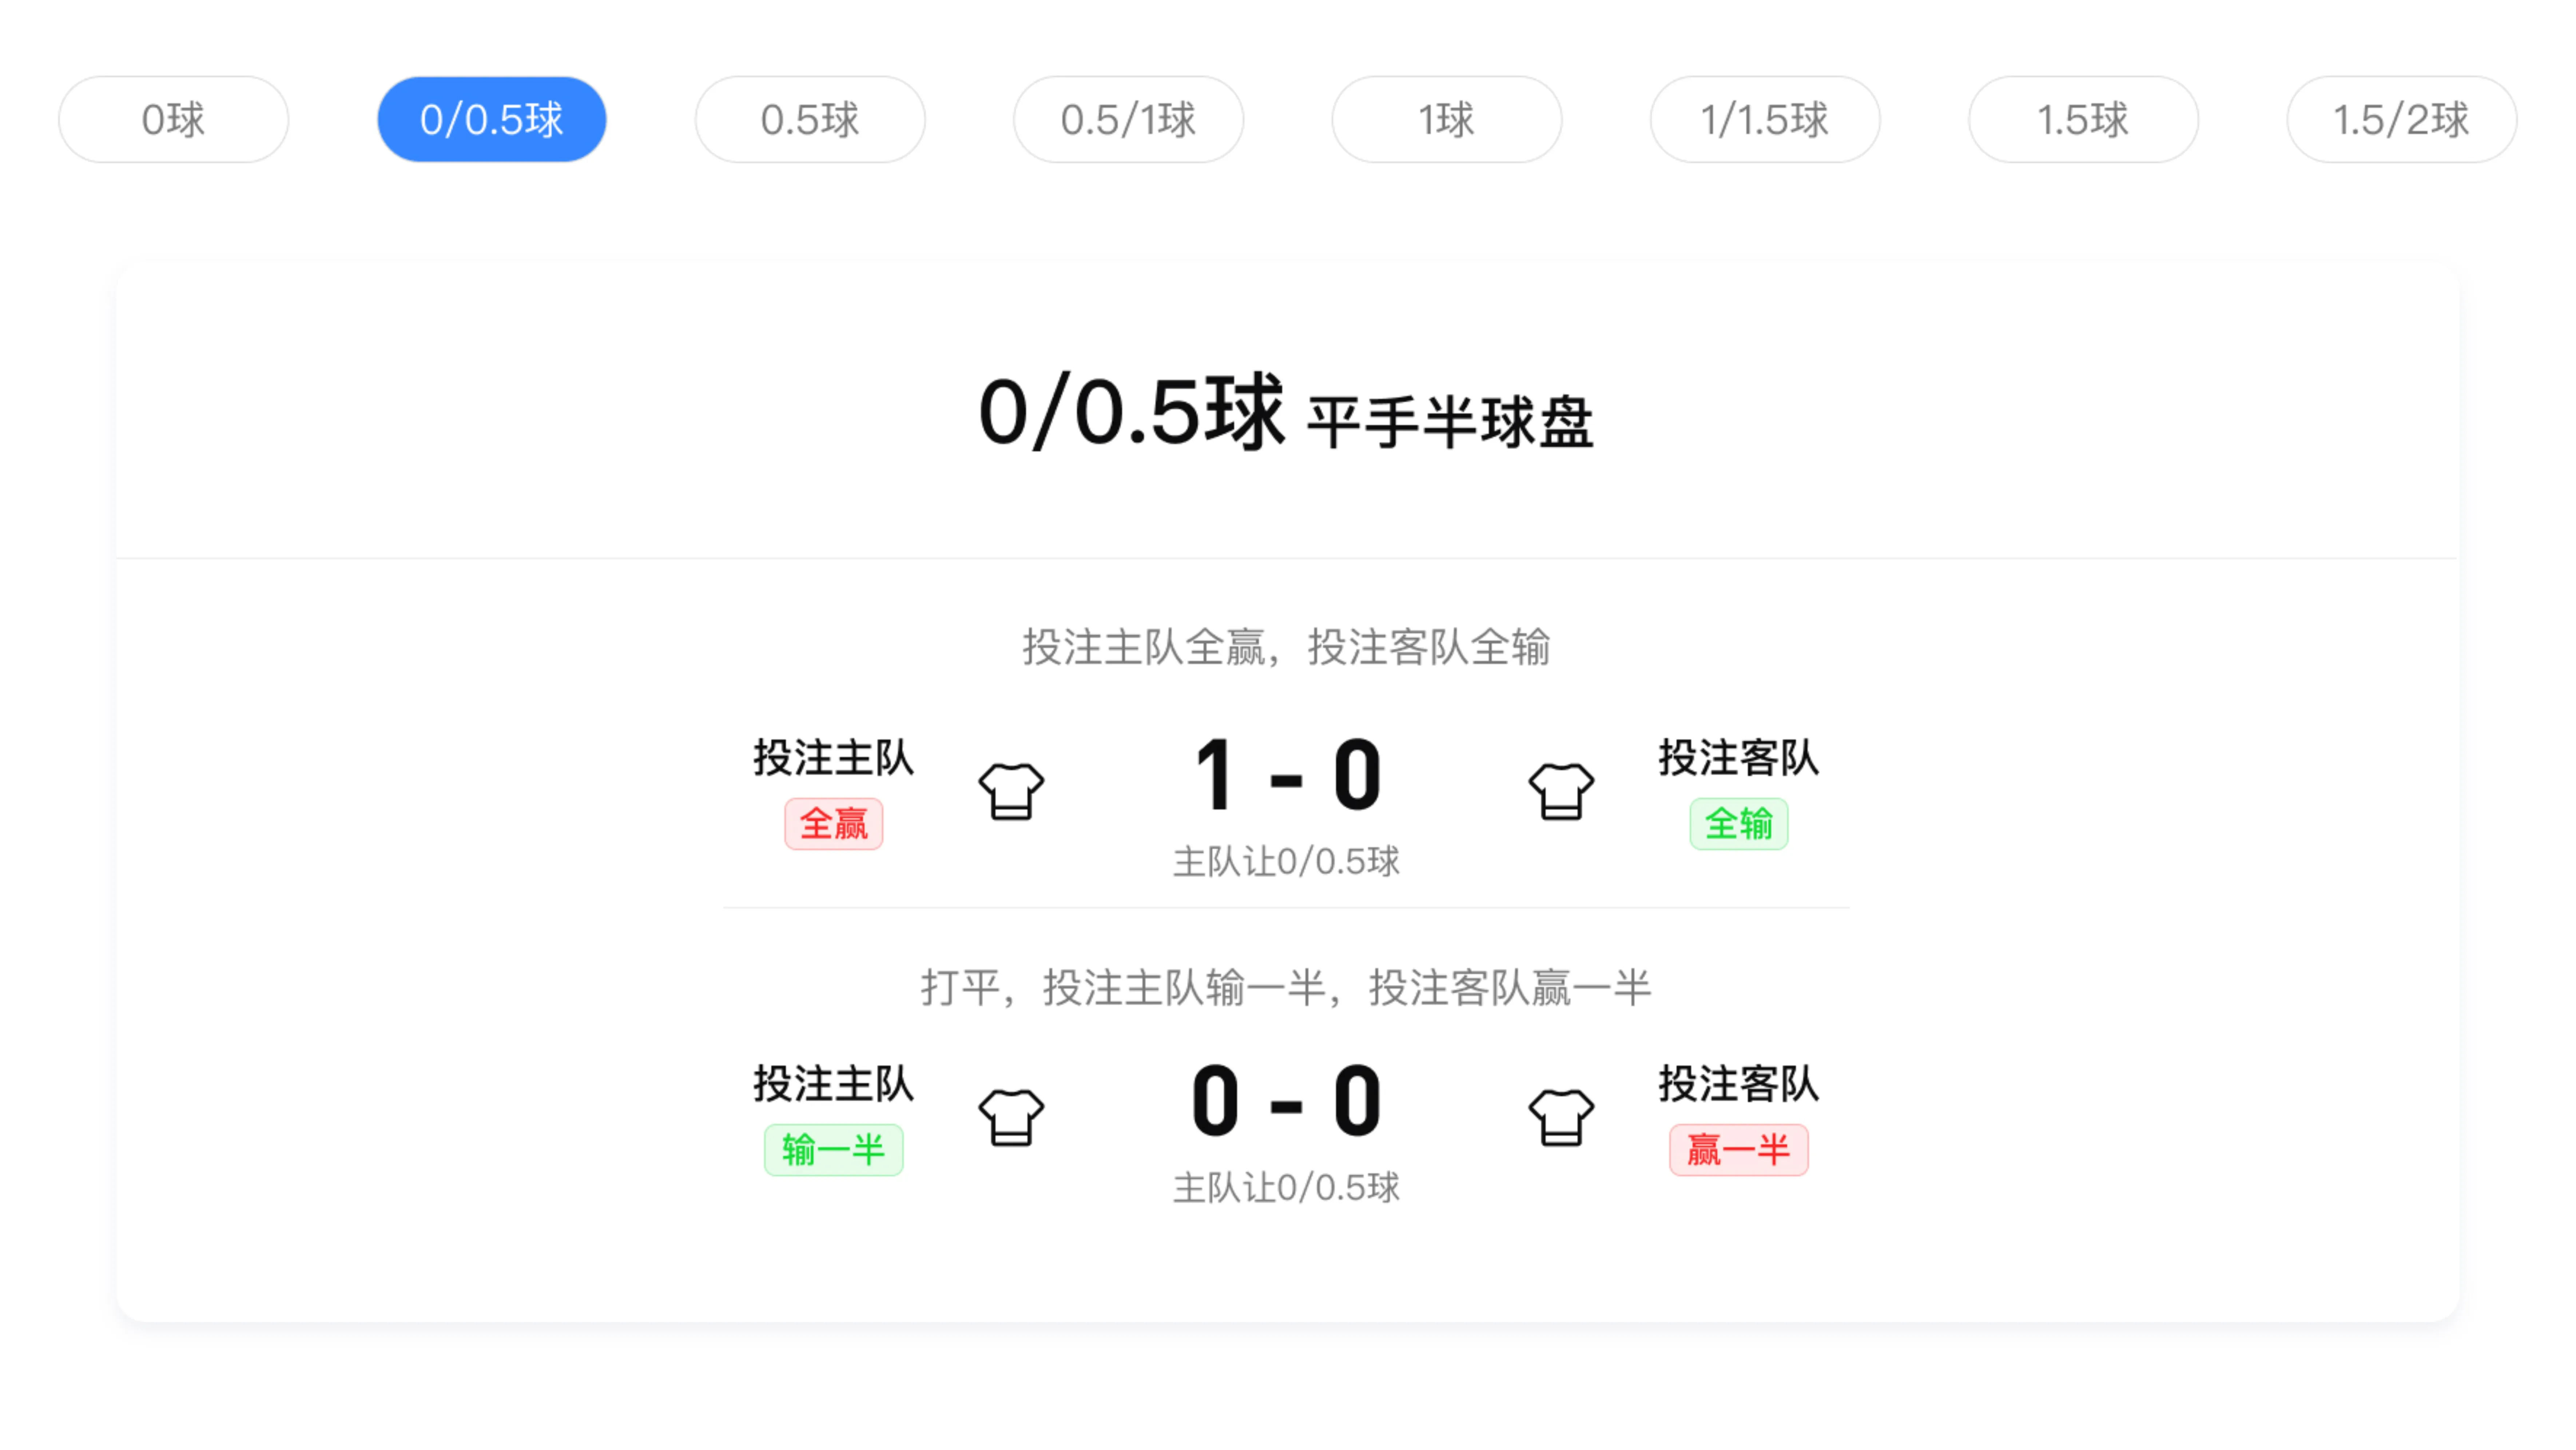 0球 0/0.5球 0.5球 0.5/1球 1球 1/1.5球 1.5球 1.5/2球
0/0.5球 平手半球盘
投注主队全赢，投注客队全输
投注主队 1 - 0 投注客队
全赢 全输
主队让0/0.5球
打平，投注主队输一半，投注客队赢一半
投注主队 0 - 0 投注客队
输一半 赢一半
主队让0/0.5球